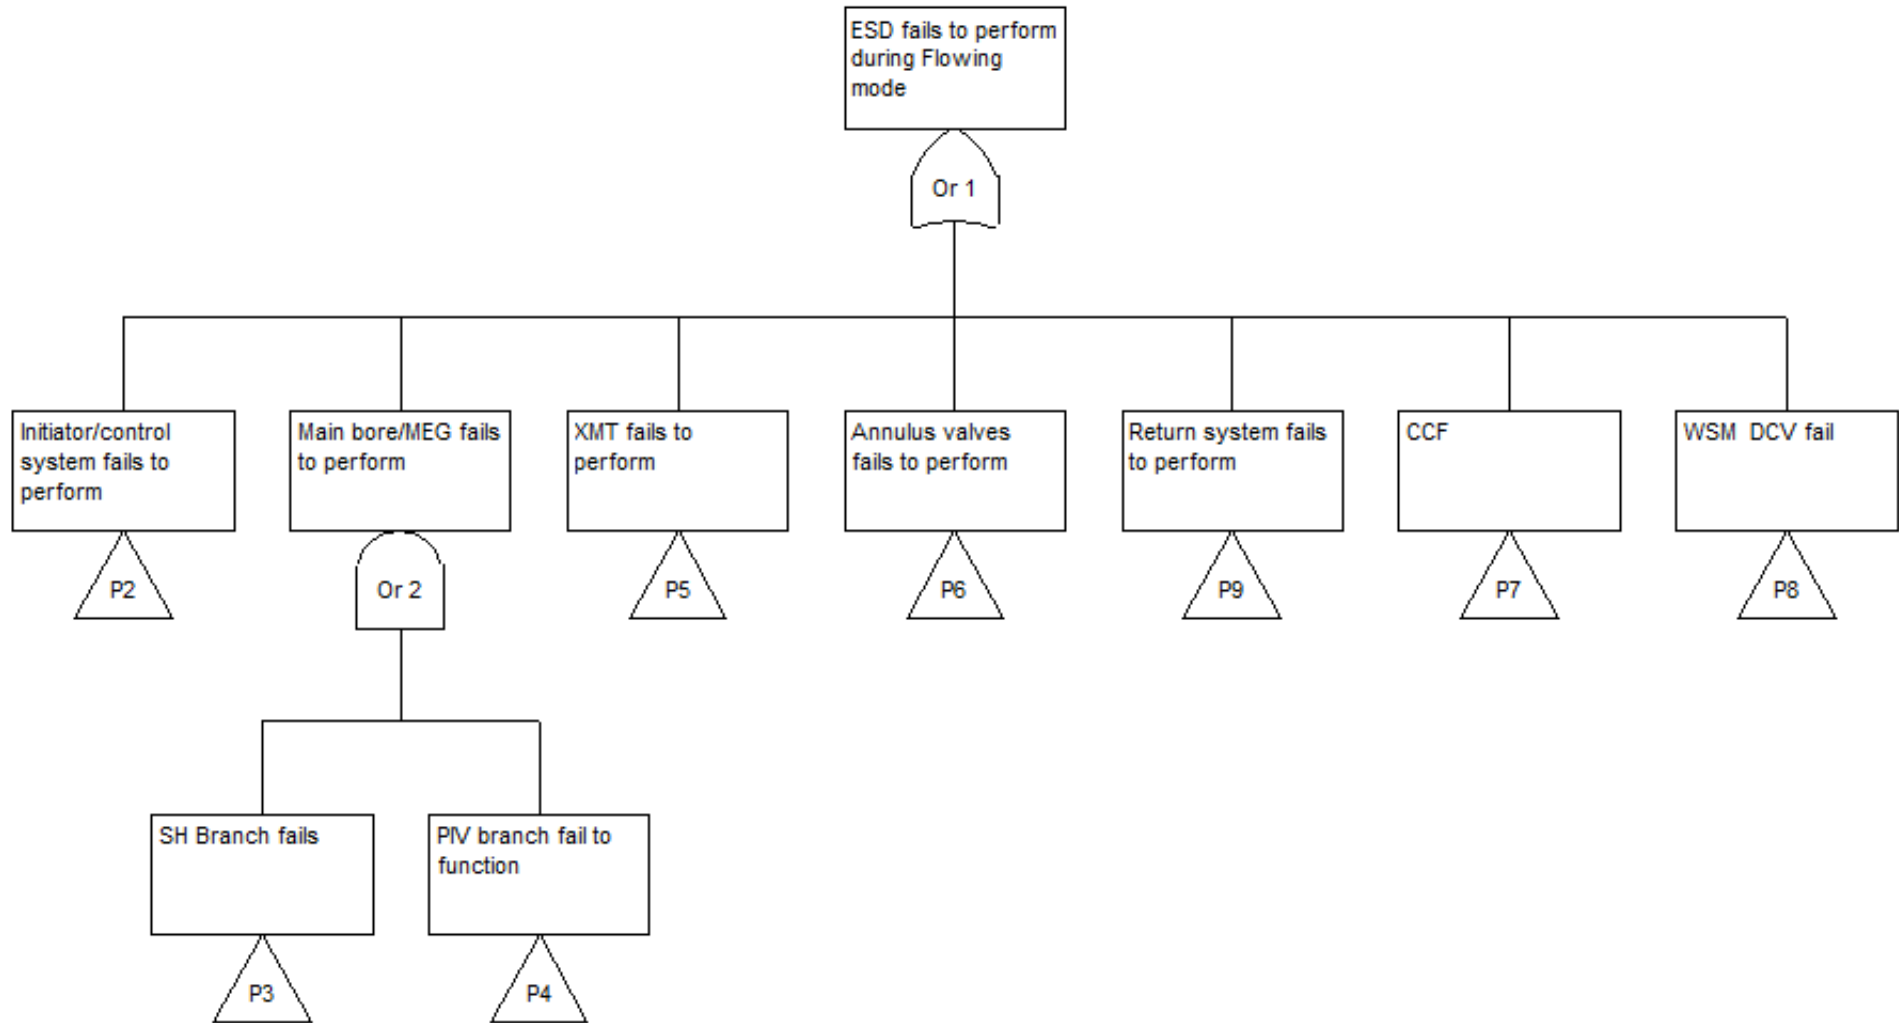 ESD fails to perform
during Flowing
mode
Or 1
Initiator/control
system fails to
perform
Main bore/MEG fails
to perform
XMT fails to
perform
Annulus valves
fails to perform
Return system fails
to perform
CCF
WSM DCV fail
P2
Or 2
P5
P6
P9
P7
P8
SH Branch fails
PIV branch fail to
function
P3
P4